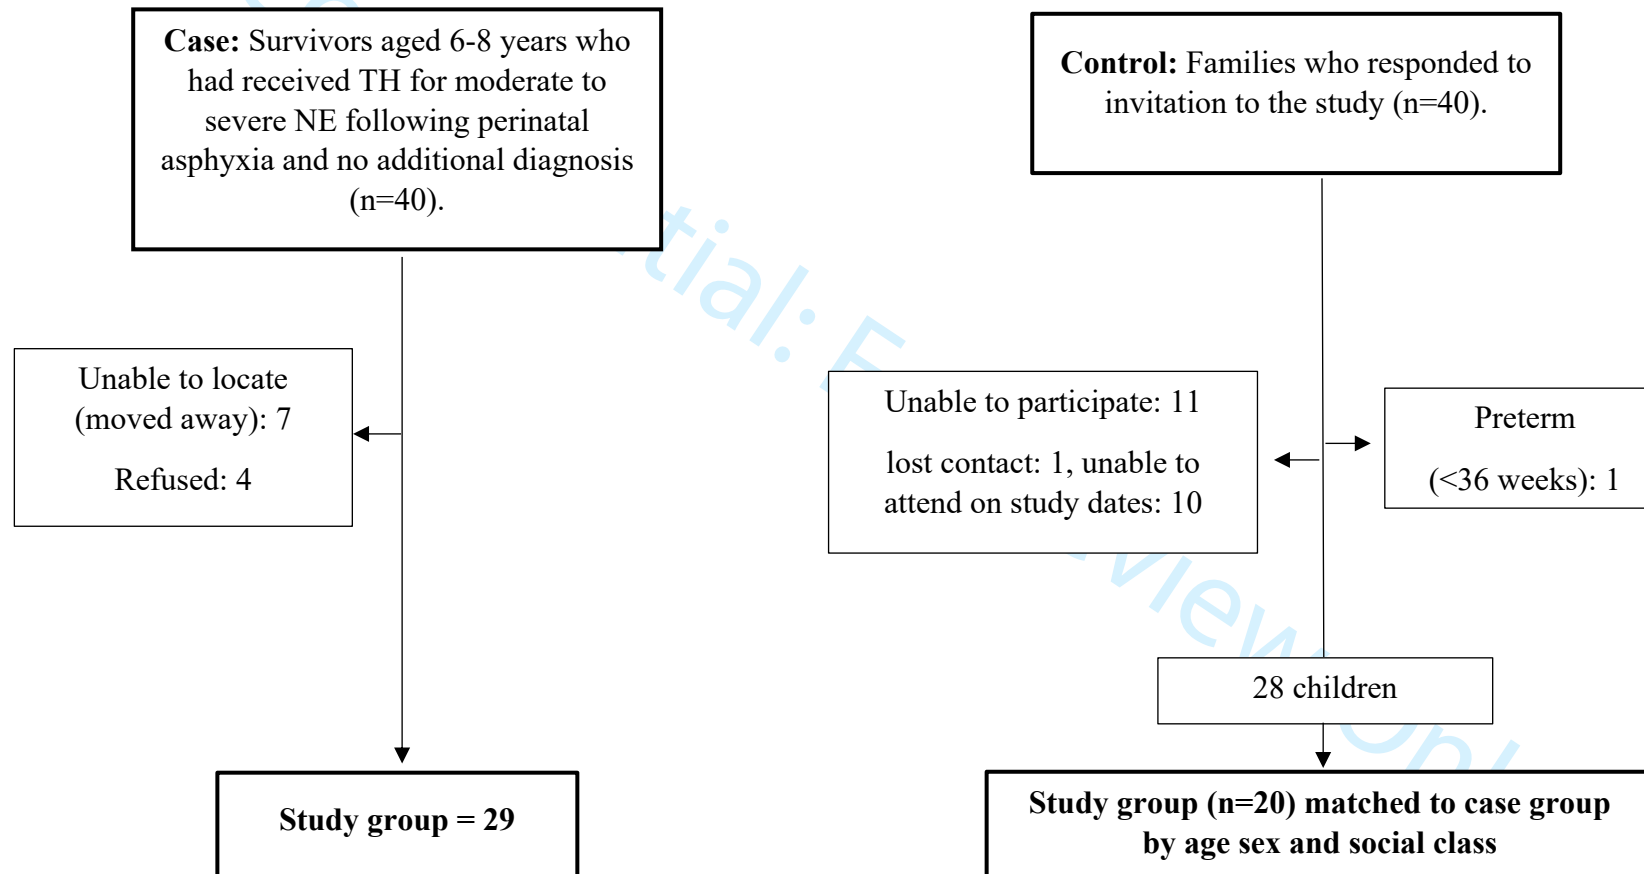 Case: Survivors aged 6-8 years who
had received TH for moderate to
severe NE following perinatal
asphyxia and no additional diagnosis
(n=40).
Control: Families who responded to
invitation to the study (n=40).
Unable to locate
(moved away): 7
Refused: 4
Unable to participate: 11
lost contact: 1, unable to
attend on study dates: 10
Preterm
(<36 weeks): 1
28 children
Study group = 29
Study group (n=20) matched to case group
by age sex and social class